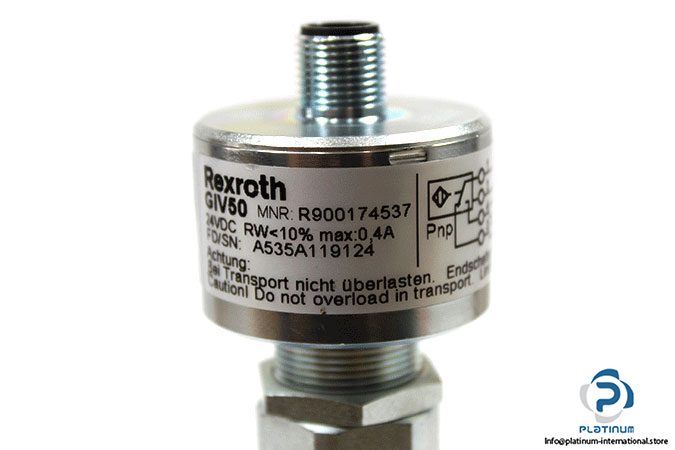 Rexroth
GIV50 MNR: R900174537
24VDC RW<10% max:0,4A
FD/SN: A535A119124
Achtung:
Bei Transport nicht überlasten.
Caution! Do not overload in transport.
Pnp
P
PLATINUM
Info@platinum-international.store